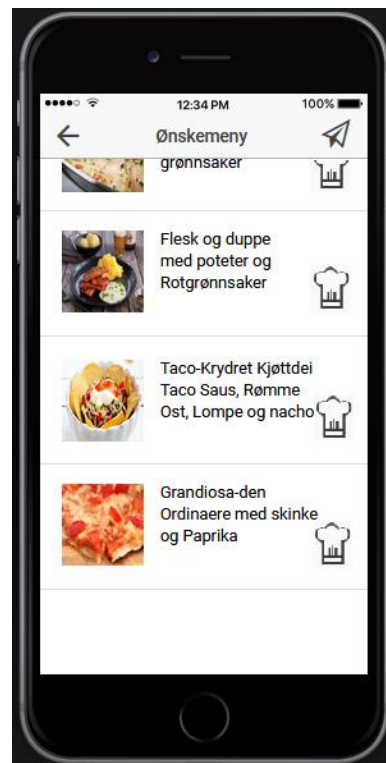 12:34 PM
100%
Ønskemeny
grønnsaker
Flesk og duppe
med poteter og
Rotgrønnsaker
Taco-Krydret Kjøttdei
Taco Saus, Rømme
Ost, Lompe og nacho
Grandiosa-den
Ordinaere med skinke
og Paprika